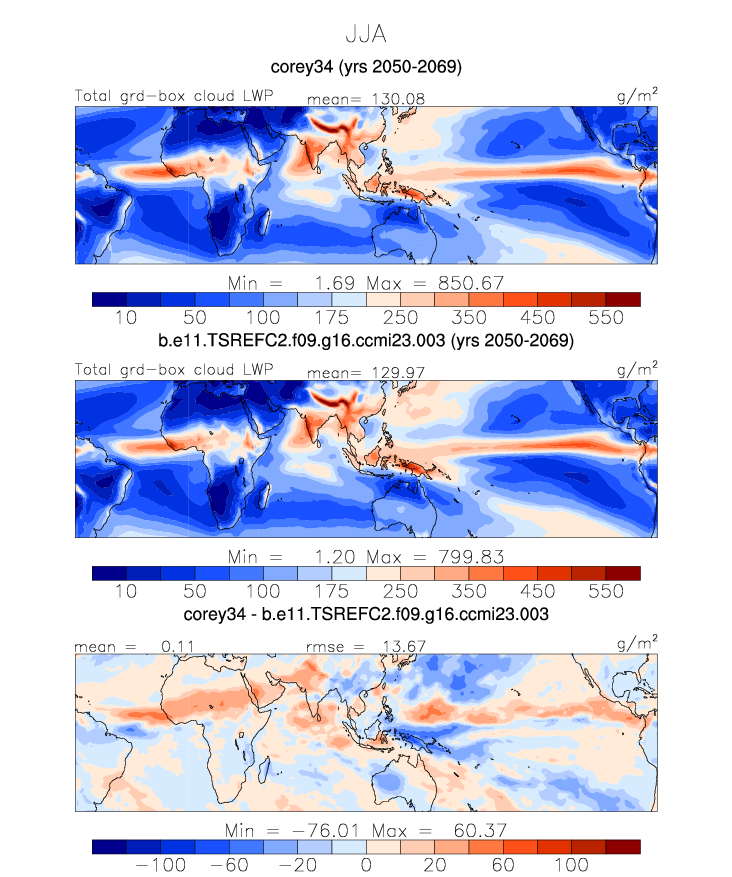 JJA
corey34 (yrs 2050-2069)
Total grd-box cloud LWP mean= 130.08 g/m²
Min = 1.69 Max = 850.67
10 50 100 175 250 350 450 550
b.e11.TSREFC2.f09.g16.ccmi23.003 (yrs 2050-2069)
Total grd-box cloud LWP mean= 129.97 g/m²
Min = 1.20 Max = 799.83
10 50 100 175 250 350 450 550
corey34 - b.e11.TSREFC2.f09.g16.ccmi23.003
mean = 0.11 rmse = 13.67 g/m²
Min = -76.01 Max = 60.37
-100 -60 -20 0 20 60 100